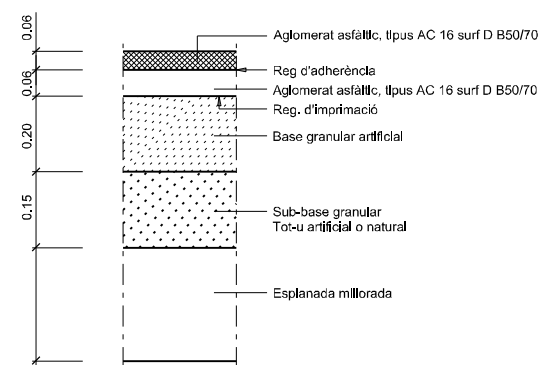 0.06
Aglomerat asfàltic, tipus AC 16 surf D B50/70
Reg d'adherència
0.06
Aglomerat asfàltic, tipus AC 16 surf D B50/70
Reg. d'imprimació
0.20
Base granular artificial
0.15
Sub-base granular
Tot-u artificial o natural
Esplanada millorada